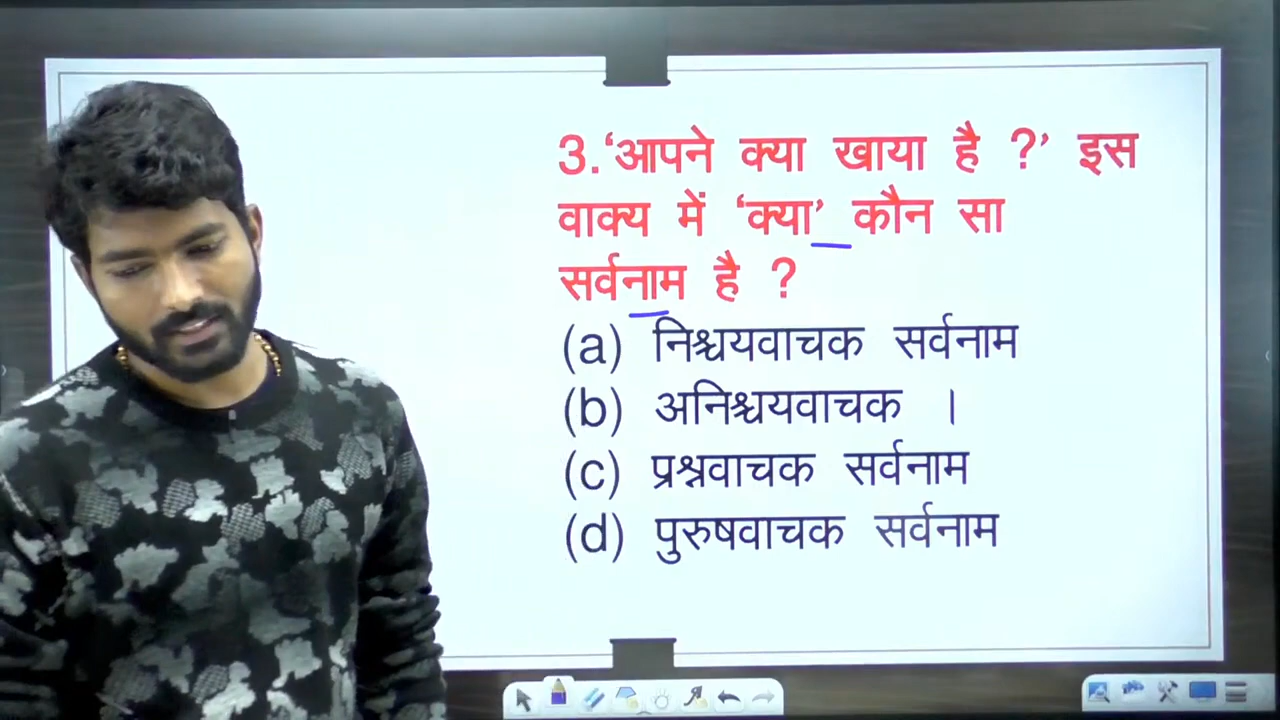 3.‘आपने क्या खाया है ?’ इस
वाक्य में ‘क्या’ कौन सा
सर्वनाम है ?
(a) निश्चयवाचक सर्वनाम
(b) अनिश्चयवाचक ।
(c) प्रश्नवाचक सर्वनाम
(d) पुरुषवाचक सर्वनाम